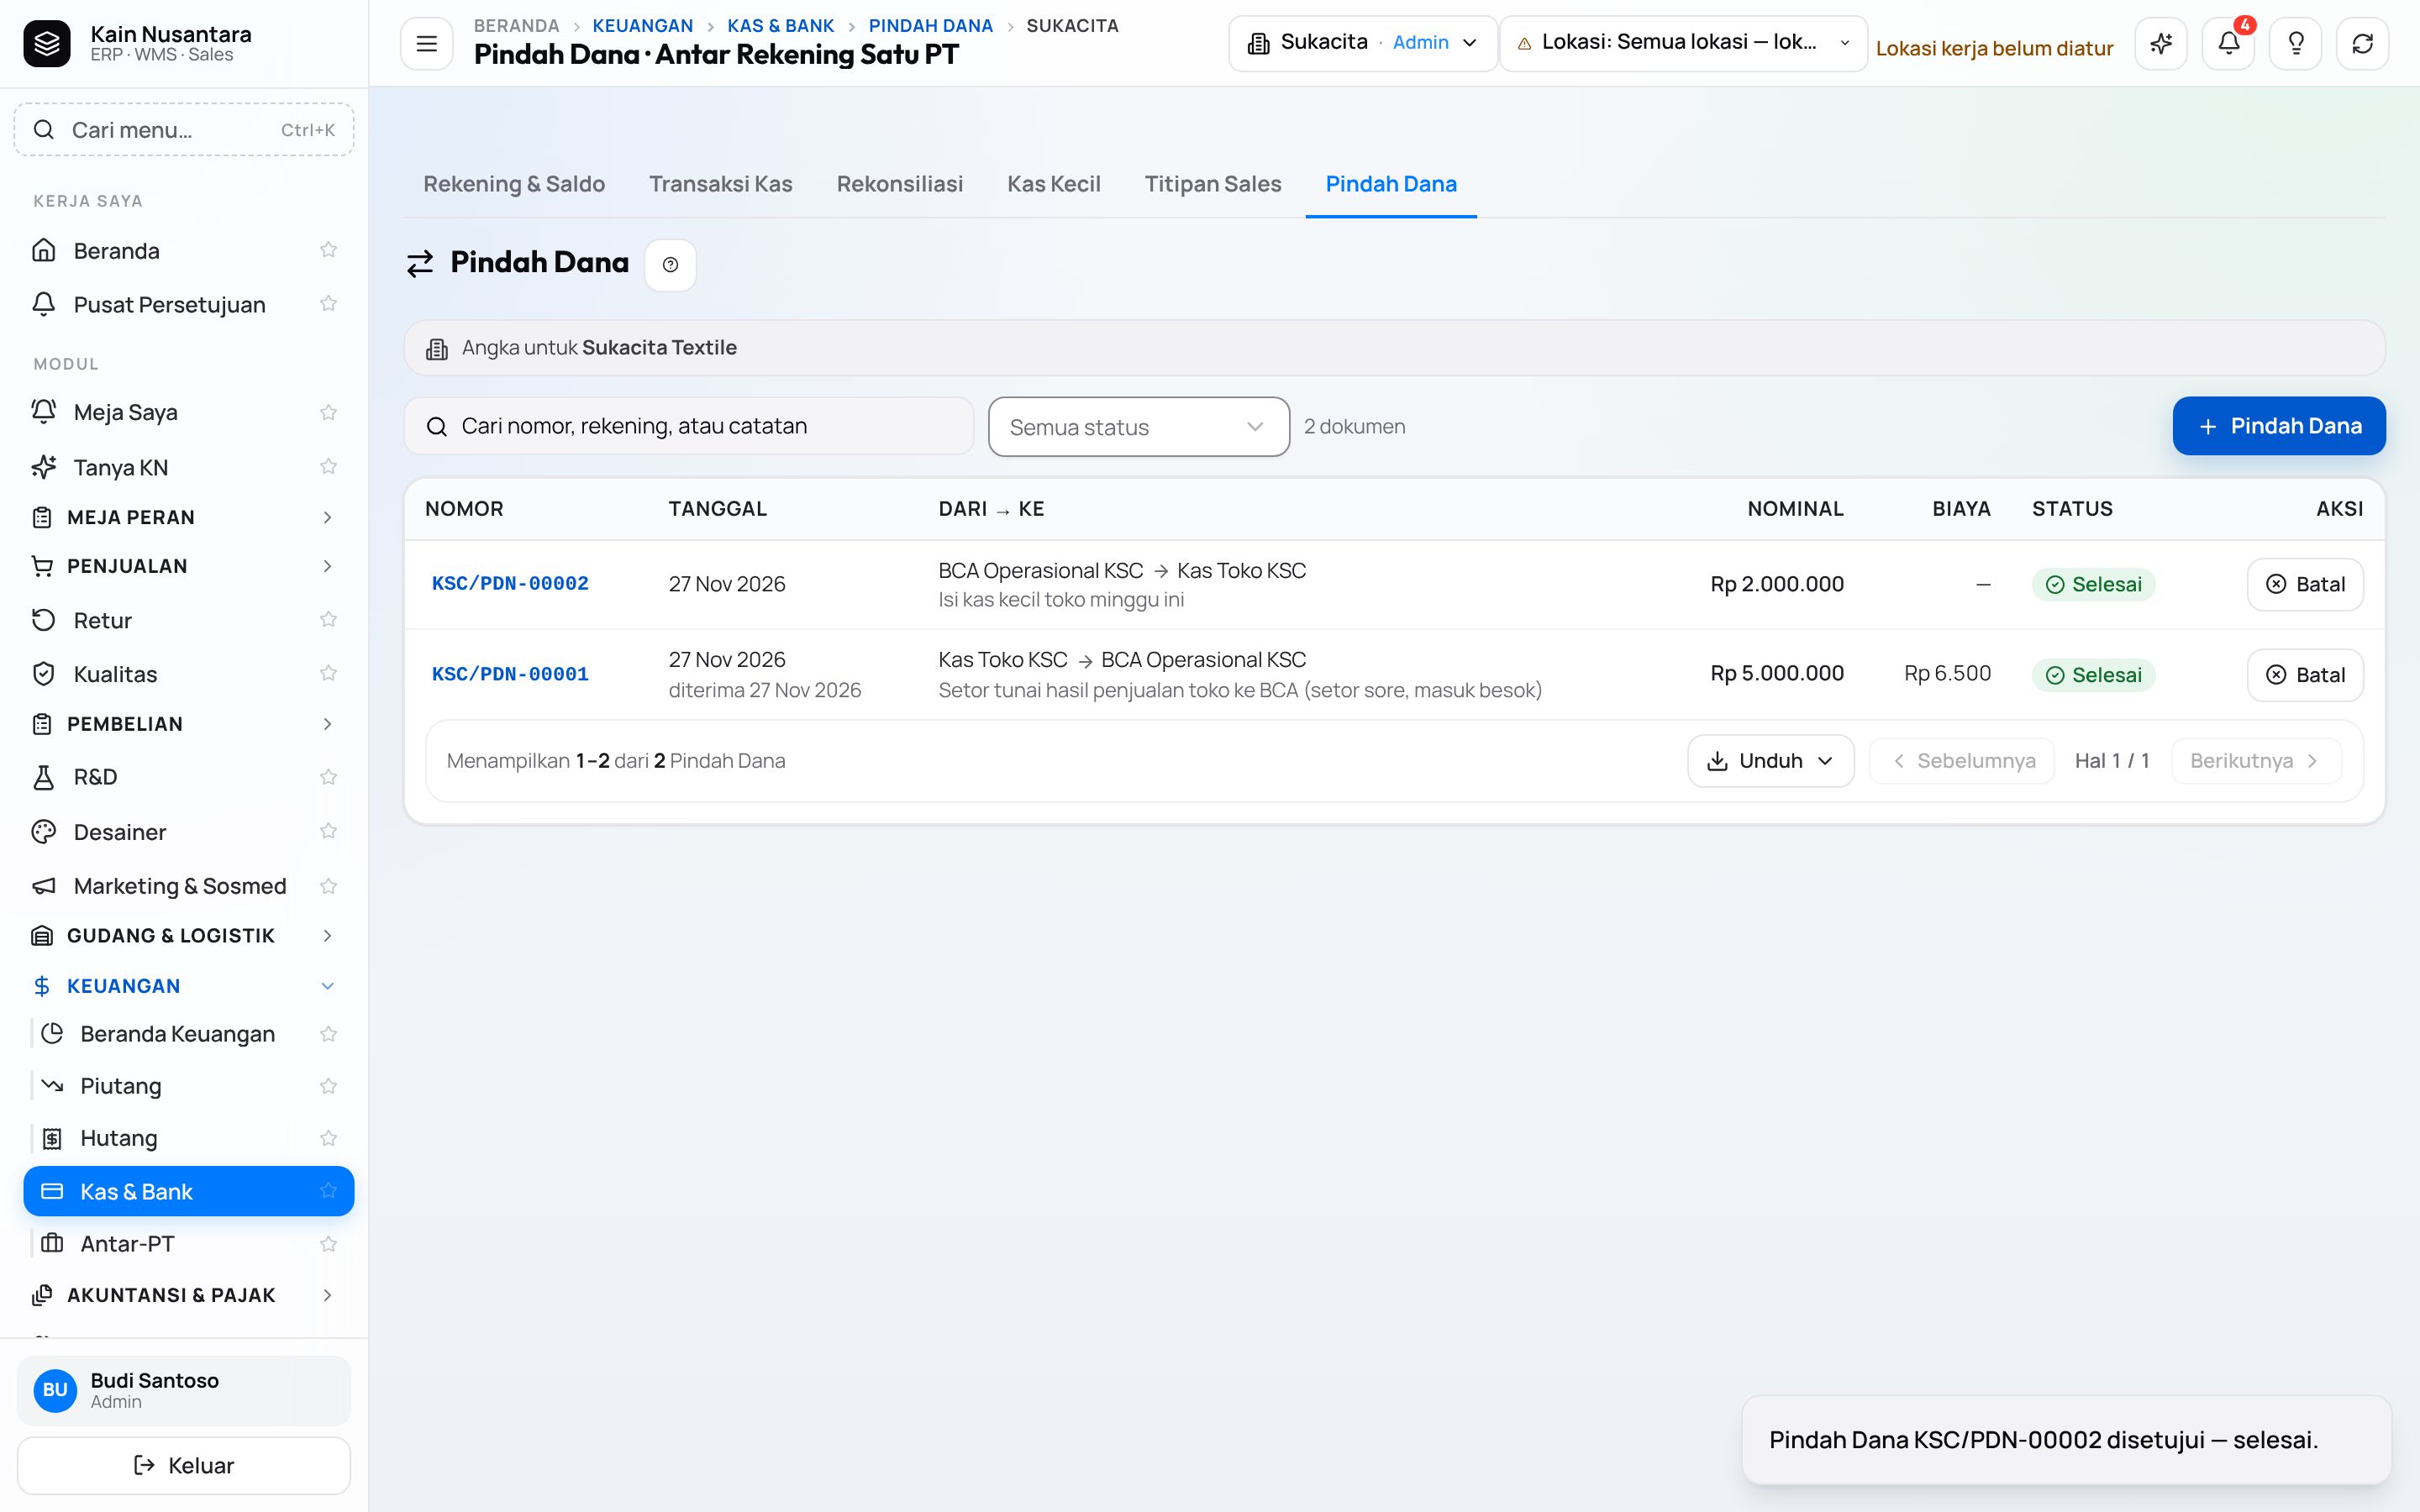 Kain Nusantara
ERP · WMS · Sales
Cari menu... Ctrl+K
KERJA SAYA
Beranda
Pusat Persetujuan
MODUL
Meja Saya
Tanya KN
MEJA PERAN
PENJUALAN
Retur
Kualitas
PEMBELIAN
R&D
Desainer
Marketing & Sosmed
GUDANG & LOGISTIK
KEUANGAN
Beranda Keuangan
Piutang
Hutang
Kas & Bank
Antar-PT
AKUNTANSI & PAJAK
BU
Budi Santoso
Admin
Keluar
BERANDA > KEUANGAN > KAS & BANK > PINDAH DANA > SUKACITA
Pindah Dana · Antar Rekening Satu PT
Sukacita · Admin
Lokasi: Semua lokasi — lok...
Lokasi kerja belum diatur
4
Rekening & Saldo Transaksi Kas Rekonsiliasi Kas Kecil Titipan Sales Pindah Dana
Pindah Dana
Angka untuk Sukacita Textile
Cari nomor, rekening, atau catatan
Semua status
2 dokumen
+ Pindah Dana
NOMOR TANGGAL DARI → KE NOMINAL BIAYA STATUS AKSI
KSC/PDN-00002 27 Nov 2026 BCA Operasional KSC → Kas Toko KSC Rp 2.000.000 — Selesai Batal
Isi kas kecil toko minggu ini
KSC/PDN-00001 27 Nov 2026 Kas Toko KSC → BCA Operasional KSC Rp 5.000.000 Rp 6.500 Selesai Batal
diterima 27 Nov 2026 Setor tunai hasil penjualan toko ke BCA (setor sore, masuk besok)
Menampilkan 1–2 dari 2 Pindah Dana
Unduh
Sebelumnya
Hal 1 / 1
Berikutnya
Pindah Dana KSC/PDN-00002 disetujui — selesai.